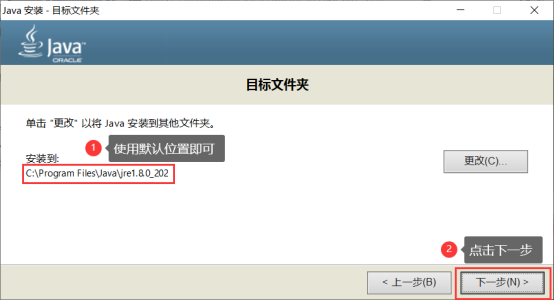 Java 安装 - 目标文件夹
Java™
ORACLE
目标文件夹
单击 "更改" 以将 Java 安装到其他文件夹。
1 使用默认位置即可
安装到:
更改(C)...
C:\Program Files\Java\jre1.8.0_202
2 点击下一步
< 上一步(B)
下一步(N) >